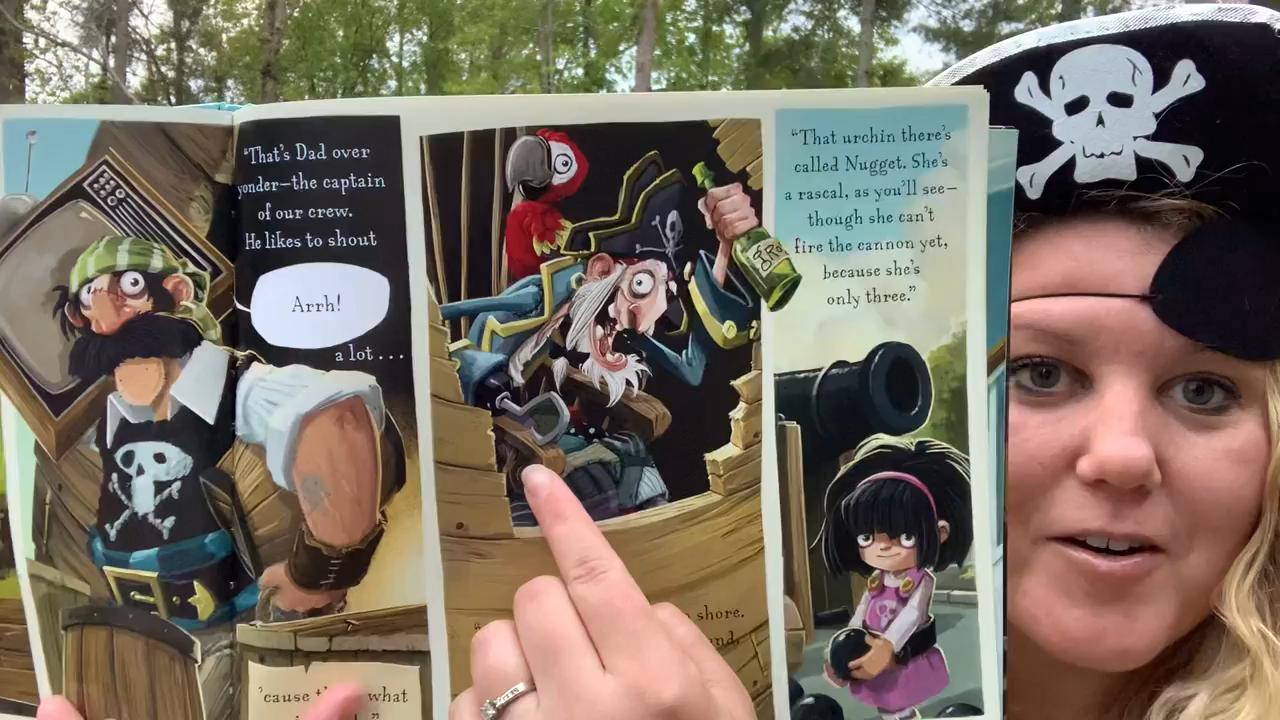 "That's Dad over
yonder—the captain
of our crew.
He likes to shout
Arrh!
a lot...
'cause what
shore.
"That urchin there's
called Nugget. She's
a rascal, as you'll see—
though she can't
fire the cannon yet,
because she's
only three."